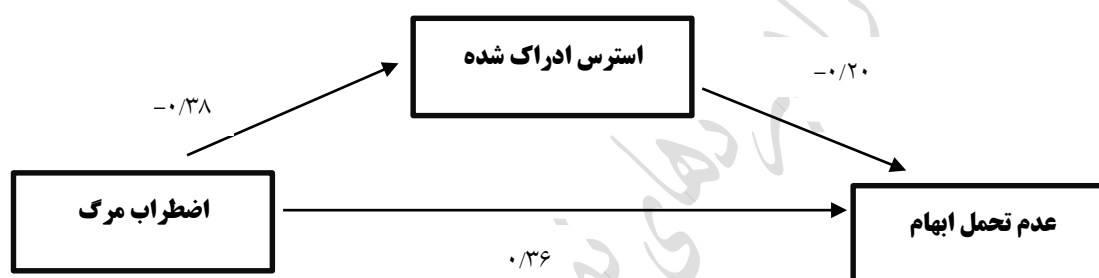 استرس ادراک شده
-۰/۲۰
-۰/۳۸
اضطراب مرگ
عدم تحمل ابهام
۰/۳۶